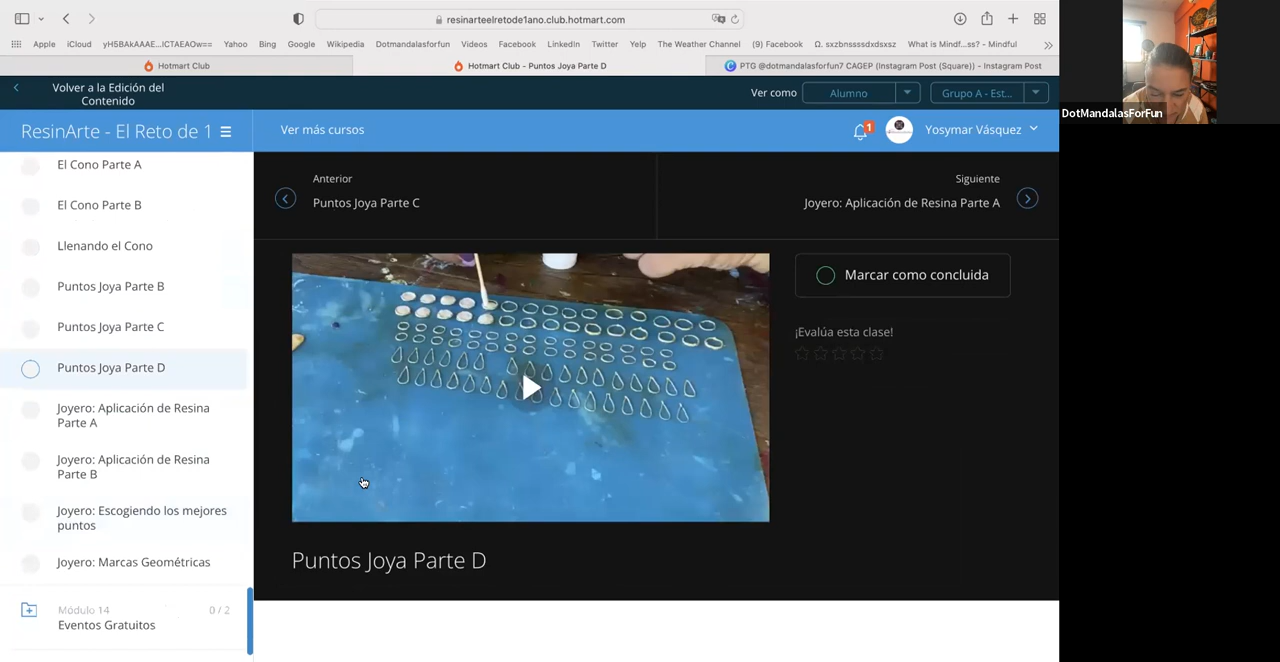 resinarteelretode1ano.club.hotmart.com
Apple iCloud yH5BAkAAAE...ICTAEAOw== Yahoo Bing Google Wikipedia Dotmandalasforfun Videos Facebook LinkedIn Twitter Yelp The Weather Channel (9) Facebook Ω. sxzbnssssdxdsxsz What is Mindf...ss? - Mindful
Hotmart Club
Hotmart Club - Puntos Joya Parte D
PTG @dotmandalasforfun7 CAGEP (Instagram Post (Square)) - Instagram Post
Volver a la Edición del
Contenido
Ver como
Alumno
Grupo A - Est...
ResinArte - El Reto de 1
Ver más cursos
1
Yosymar Vásquez
El Cono Parte A
El Cono Parte B
Llenando el Cono
Puntos Joya Parte B
Puntos Joya Parte C
Puntos Joya Parte D
Joyero: Aplicación de Resina
Parte A
Joyero: Aplicación de Resina
Parte B
Joyero: Escogiendo los mejores
puntos
Joyero: Marcas Geométricas
Módulo 14
0 / 2
Eventos Gratuitos
Anterior
Puntos Joya Parte C
Siguiente
Joyero: Aplicación de Resina Parte A
Marcar como concluida
¡Evalúa esta clase!
Puntos Joya Parte D
DotMandalasForFun